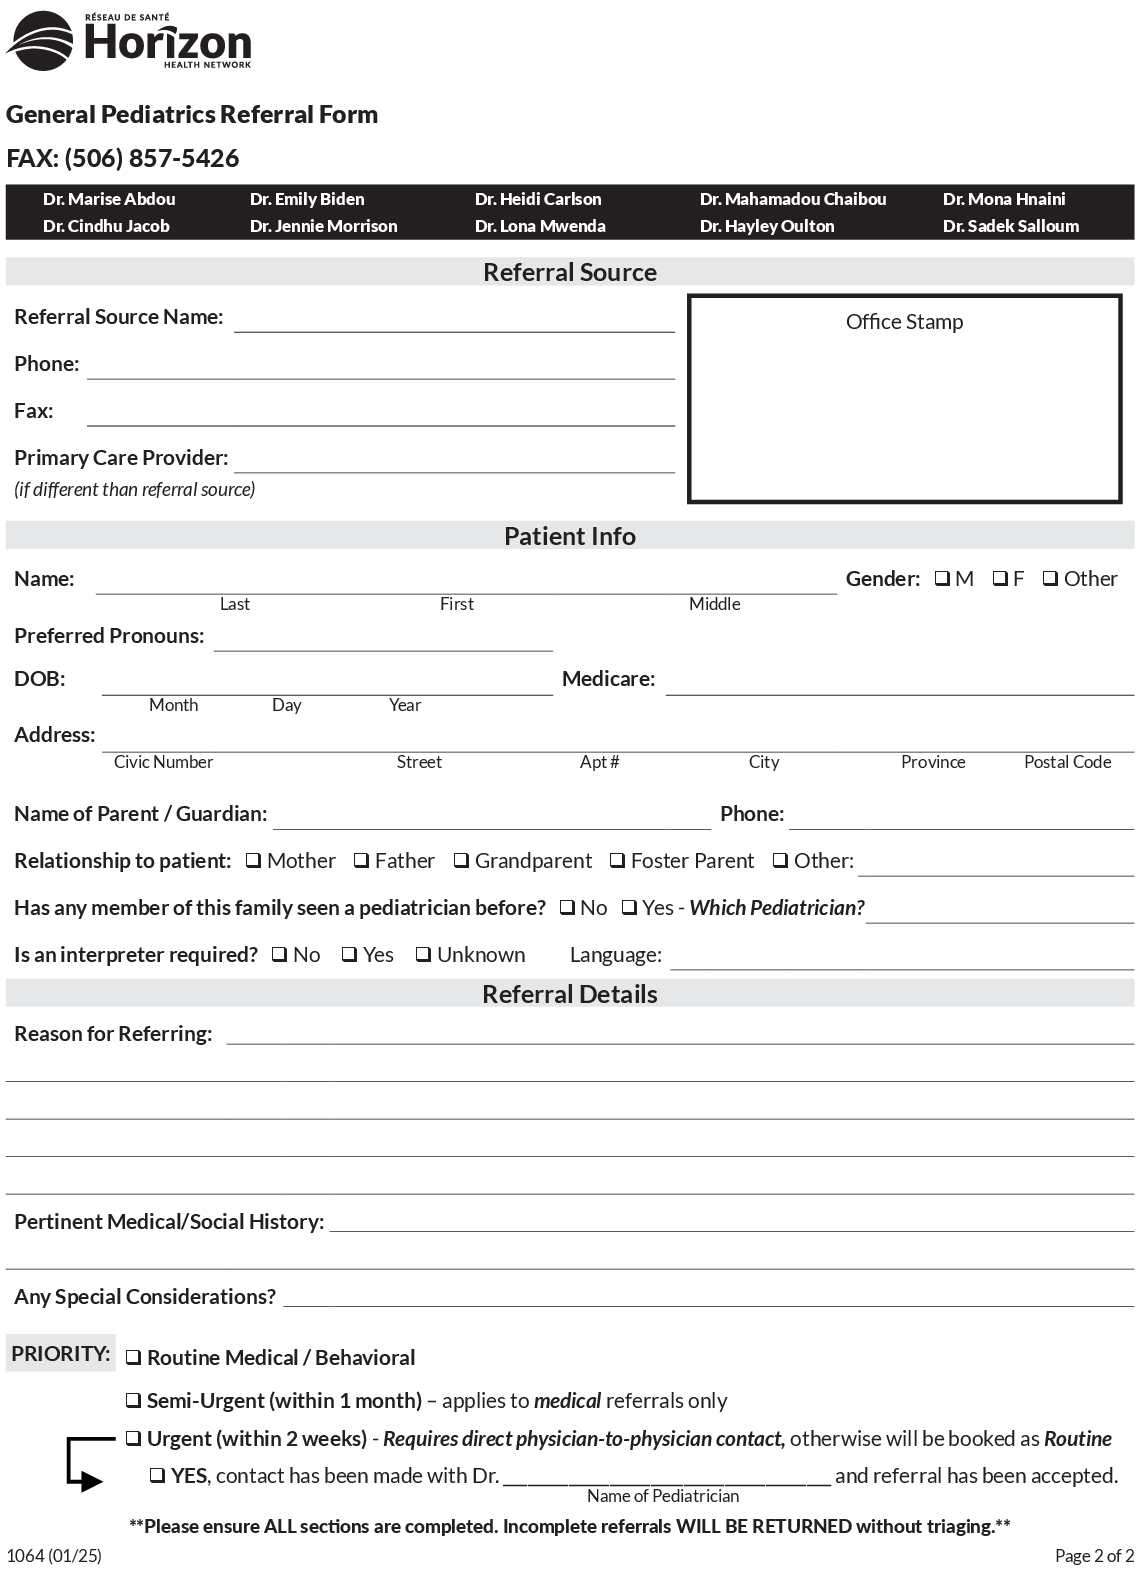 RÉSEAU DE SANTÉ
Horizon
HEALTH NETWORK
General Pediatrics Referral Form
FAX: (506) 857-5426
Dr. Marise Abdou Dr. Emily Biden Dr. Heidi Carlson Dr. Mahamadou Chaibou Dr. Mona Hnaini
Dr. Cindhu Jacob Dr. Jennie Morrison Dr. Lona Mwenda Dr. Hayley Oulton Dr. Sadek Salloum
Referral Source
Referral Source Name:
Office Stamp
Phone:
Fax:
Primary Care Provider:
(if different than referral source)
Patient Info
Name: Gender: ❏ M ❏ F ❏ Other
Last First Middle
Preferred Pronouns:
DOB: Medicare:
Month Day Year
Address:
Civic Number Street Apt # City Province Postal Code
Name of Parent / Guardian: Phone:
Relationship to patient: ❏ Mother ❏ Father ❏ Grandparent ❏ Foster Parent ❏ Other:
Has any member of this family seen a pediatrician before? ❏ No ❏ Yes - Which Pediatrician?
Is an interpreter required? ❏ No ❏ Yes ❏ Unknown Language:
Referral Details
Reason for Referring:
Pertinent Medical/Social History:
Any Special Considerations?
PRIORITY: ❏ Routine Medical / Behavioral
❏ Semi-Urgent (within 1 month) – applies to medical referrals only
❏ Urgent (within 2 weeks) - Requires direct physician-to-physician contact, otherwise will be booked as Routine
❏ YES, contact has been made with Dr. ______________________________ and referral has been accepted.
Name of Pediatrician
**Please ensure ALL sections are completed. Incomplete referrals WILL BE RETURNED without triaging.**
1064 (01/25) Page 2 of 2